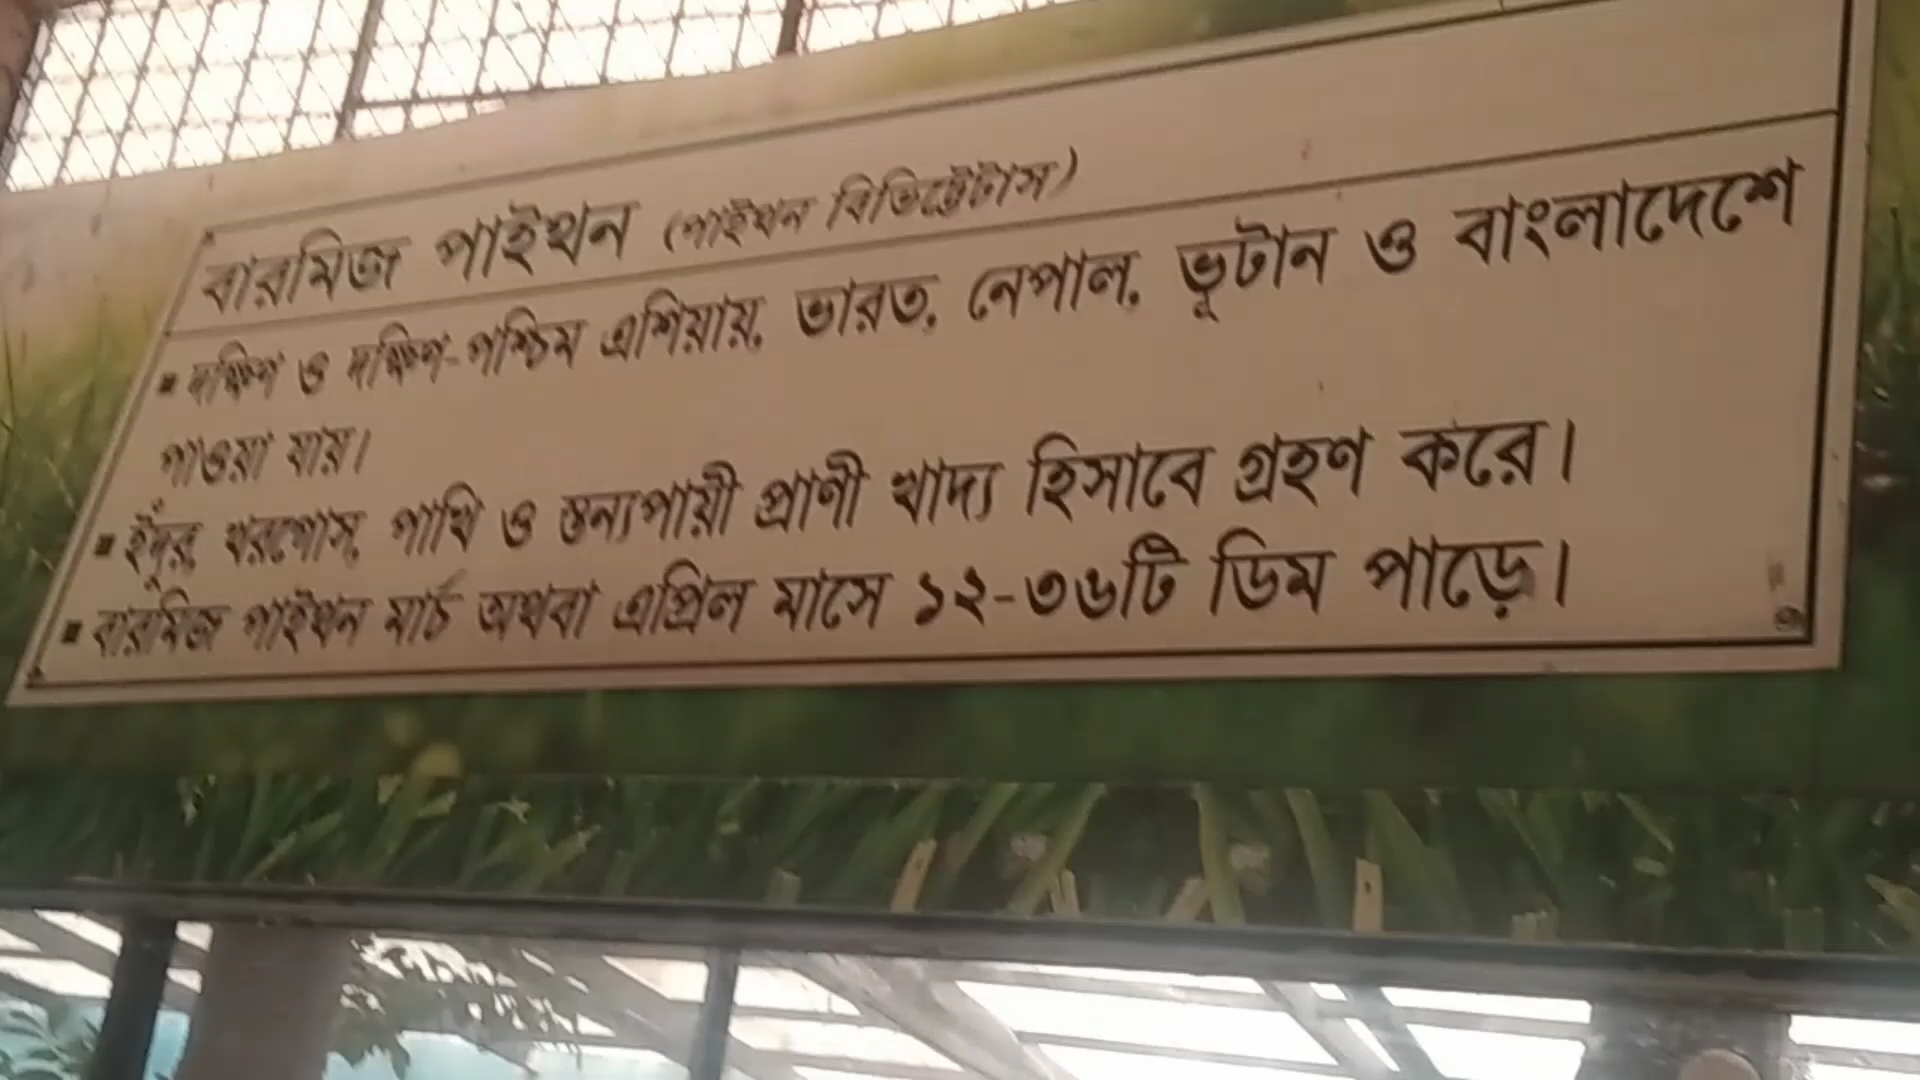 বারমিজ পাইথন (পাইথন বিভিট্টেটাস)
▪ দক্ষিণ ও দক্ষিণ-পশ্চিম এশিয়ায়, ভারত, নেপাল, ভূটান ও বাংলাদেশে
পাওয়া যায়।
▪ ইঁদুর, খরগোস, পাখি ও স্তন্যপায়ী প্রাণী খাদ্য হিসাবে গ্রহণ করে।
▪ বারমিজ পাইথন মার্চ অথবা এপ্রিল মাসে ১২-৩৬টি ডিম পাড়ে।